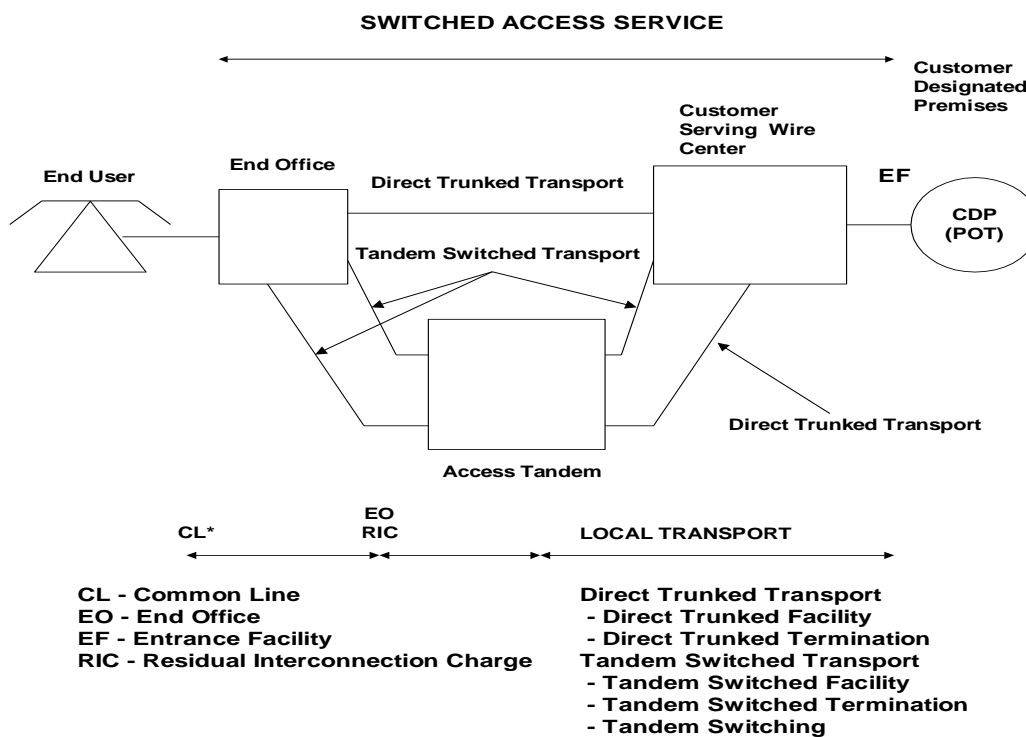 SWITCHED ACCESS SERVICE
Customer
Designated
Premises
Customer
Serving Wire
Center
End Office
End User
Direct Trunked Transport
EF
CDP
(POT)
Tandem Switched Transport
Direct Trunked Transport
Access Tandem
EO
CL*
RIC
LOCAL TRANSPORT
CL - Common Line
EO - End Office
EF - Entrance Facility
RIC - Residual Interconnection Charge
Direct Trunked Transport
- Direct Trunked Facility
- Direct Trunked Termination
Tandem Switched Transport
- Tandem Switched Facility
- Tandem Switched Termination
- Tandem Switching